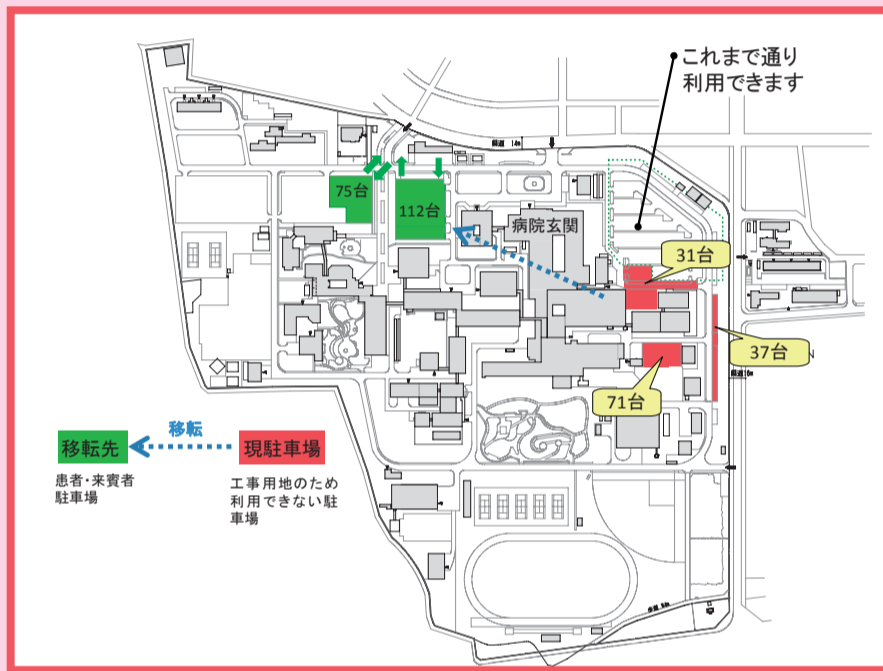 これまで通り
利用できます
75台
112台
病院玄関
31台
37台
71台
移転先
移転
現駐車場
患者・来賓者
駐車場
工事用地のため
利用できない駐
車場